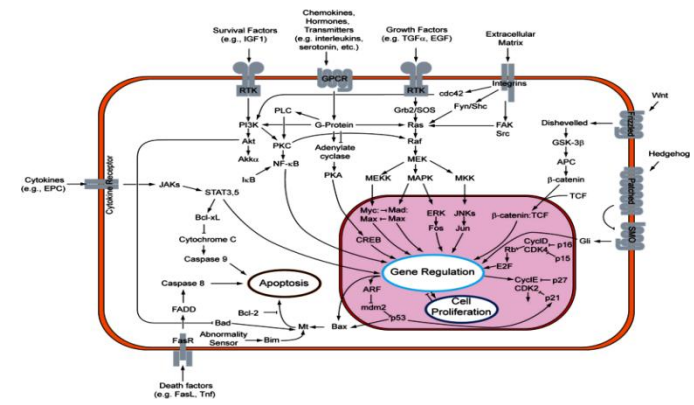 Survival Factors
(e.g., IGF1)
Chemokines,
Hormones,
Transmitters
(e.g. interleukins,
serotonin, etc.)
Growth Factors
(e.g. TGFα, EGF)
Extracellular
Matrix
RTK
GPCR
RTK
Integrins
cdc42
Wnt
PLC
Grb2/SOS
Fyn/Shc
Dishevelled
Frizzled
PI3K
G-Protein
Ras
FAK
Src
GSK-3β
Akt
PKC
Adenylate
cyclase
Raf
APC
Hedgehog
Akkα
NF-κB
MEK
β-catenin
IκB
PKA
MEKK
MAPK
MKK
TCF
Patched
Cytokines
(e.g., EPC)
Cytokine Receptor
JAKs
STAT3,5
Myc:
Mad:
Max
Max
ERK
Fos
JNKs
Jun
β-catenin:TCF
SMO
Bcl-xL
CREB
Gli
CyclD
p16
Rb
CDK4
p15
Cytochrome C
Caspase 9
Gene Regulation
E2F
Caspase 8
Apoptosis
ARF
CyclE
p27
CDK2
p21
FADD
Bcl-2
Cell
Proliferation
mdm2
p53
Bad
Mt
Bax
Abnormality
Sensor
Bim
FasR
Death factors
(e.g. FasL, Tnf)